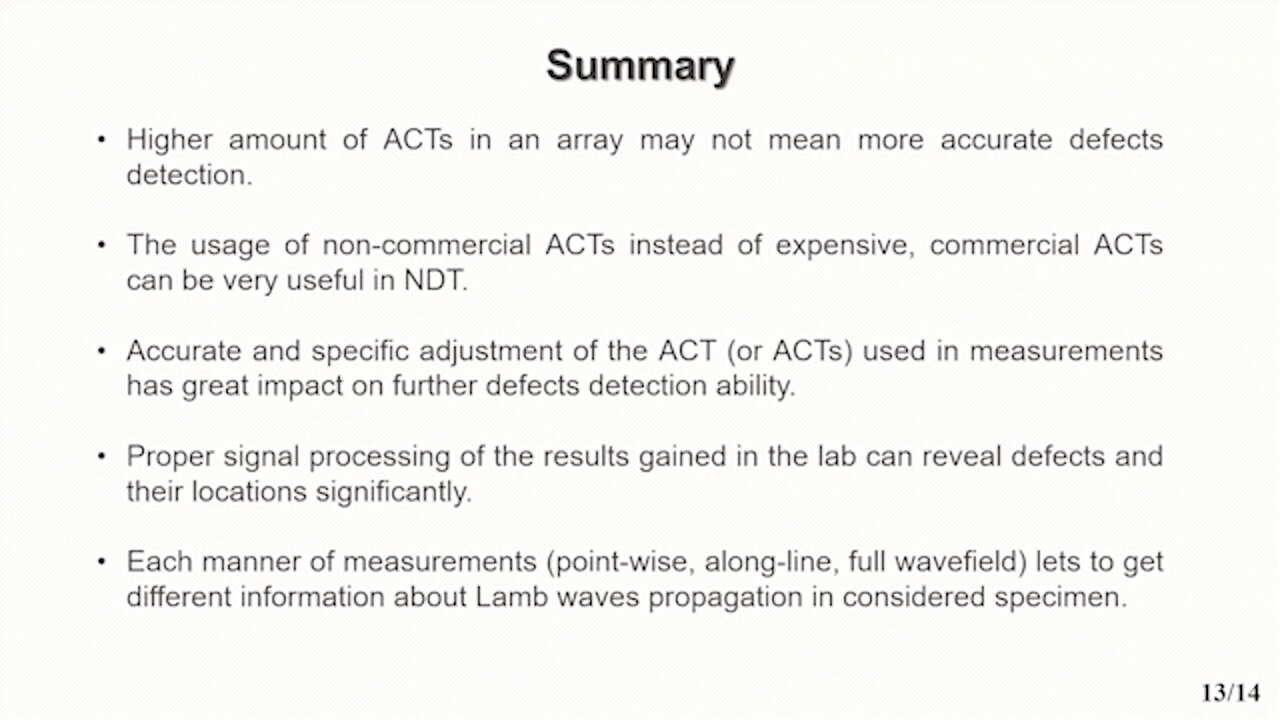 Summary
• Higher amount of ACTs in an array may not mean more accurate defects
detection.
• The usage of non-commercial ACTs instead of expensive, commercial ACTs
can be very useful in NDT.
• Accurate and specific adjustment of the ACT (or ACTs) used in measurements
has great impact on further defects detection ability.
• Proper signal processing of the results gained in the lab can reveal defects and
their locations significantly.
• Each manner of measurements (point-wise, along-line, full wavefield) lets to get
different information about Lamb waves propagation in considered specimen.
13/14